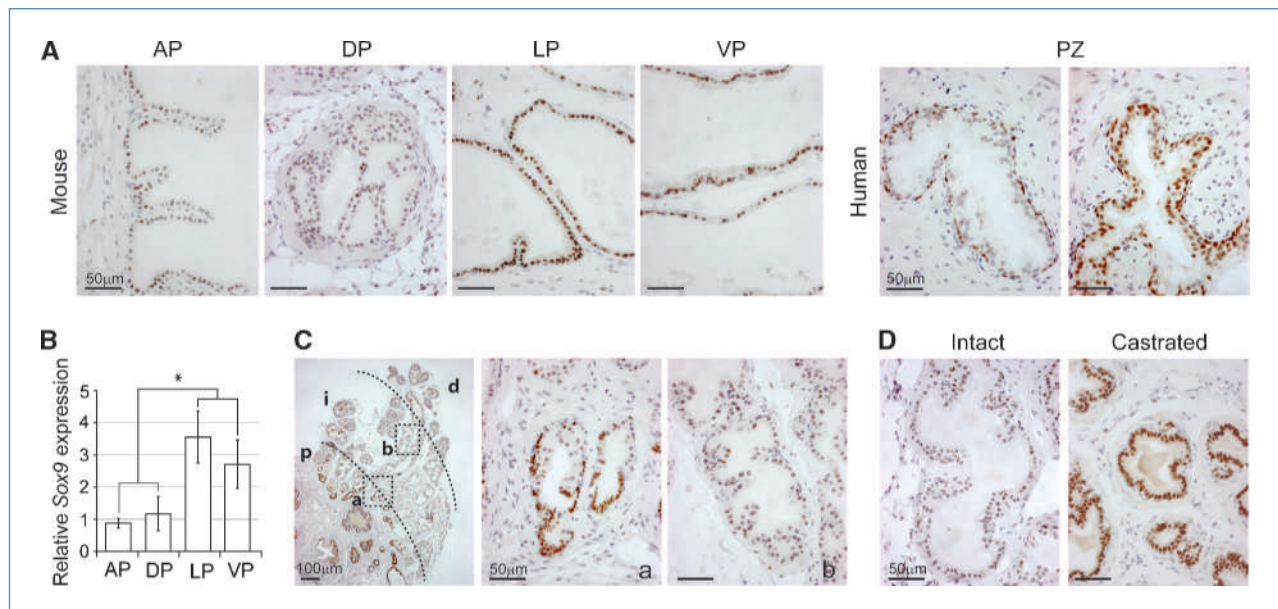 A
AP DP LP VP PZ
Mouse
Human
50µm
50µm
B
Relative Sox9 expression
*
5
4
3
2
1
0
AP DP LP VP
C
i
d
p
b
a
100µm
50µm
a
b
D
Intact Castrated
50µm